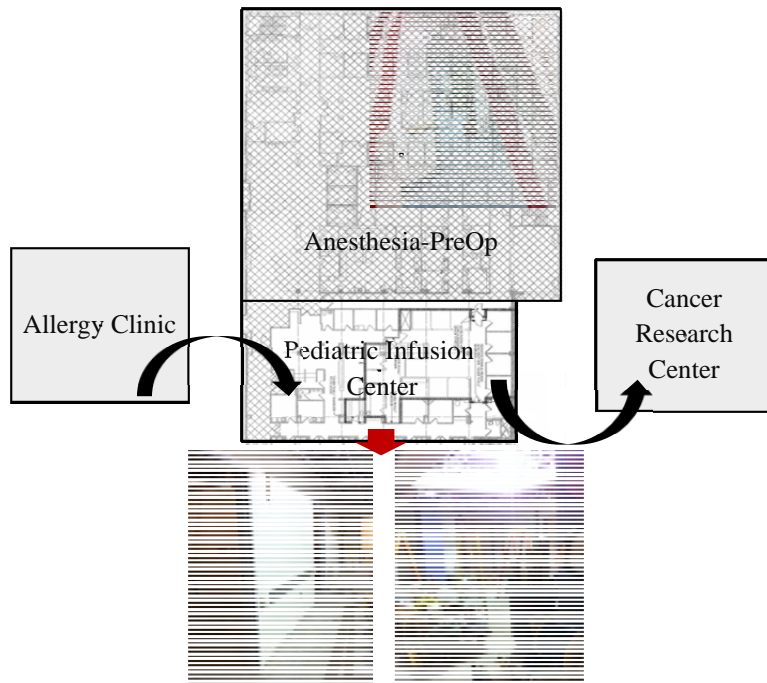 Anesthesia-PreOp
Allergy Clinic
Pediatric Infusion
Center
Cancer
Research
Center